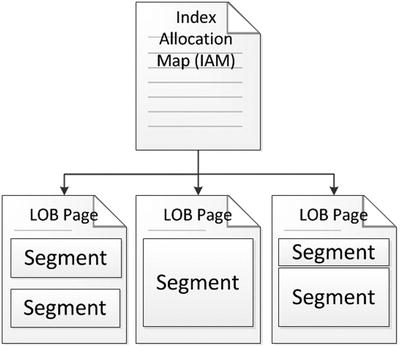 Index
Allocation
Map (IAM)
LOB Page
Segment
Segment
LOB Page
Segment
LOB Page
Segment
Segment